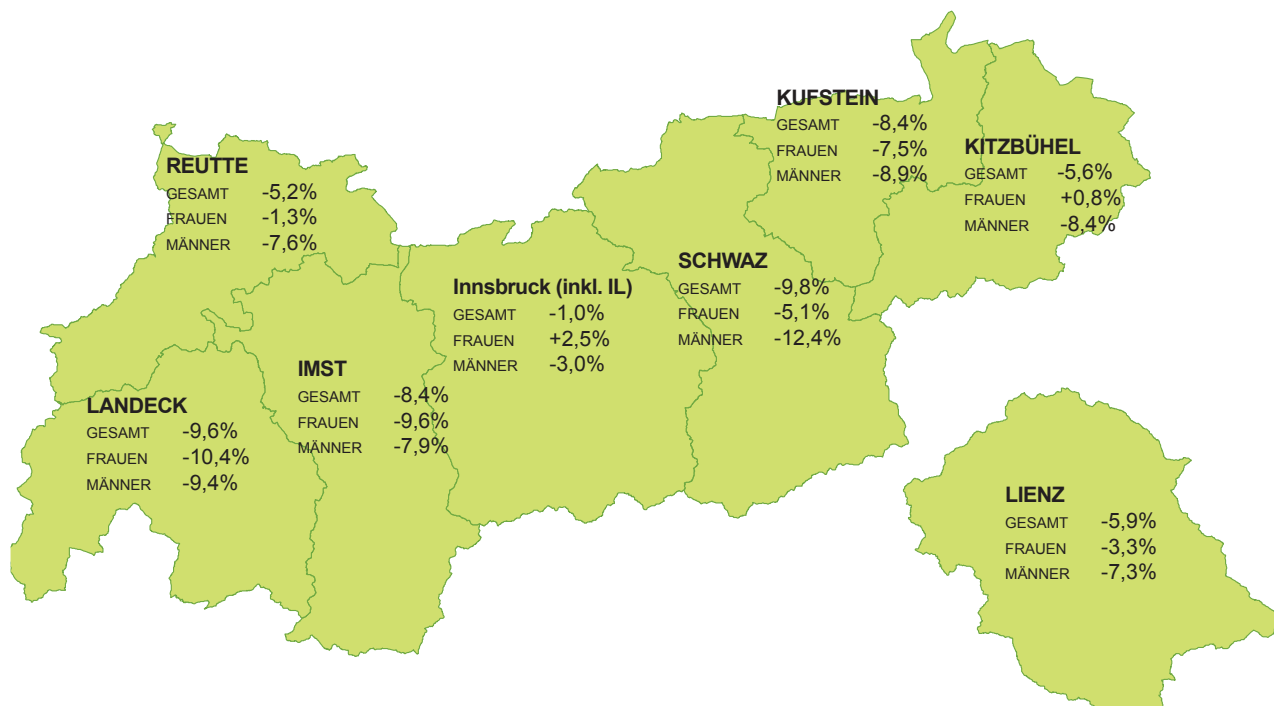 KUFSTEIN
GESAMT -8,4%
FRAUEN -7,5%
MÄNNER -8,9%
KITZBÜHEL
GESAMT -5,6%
FRAUEN +0,8%
MÄNNER -8,4%
REUTTE
GESAMT -5,2%
FRAUEN -1,3%
MÄNNER -7,6%
SCHWAZ
GESAMT -9,8%
FRAUEN -5,1%
MÄNNER -12,4%
Innsbruck (inkl. IL)
GESAMT -1,0%
FRAUEN +2,5%
MÄNNER -3,0%
IMST
GESAMT -8,4%
FRAUEN -9,6%
MÄNNER -7,9%
LANDECK
GESAMT -9,6%
FRAUEN -10,4%
MÄNNER -9,4%
LIENZ
GESAMT -5,9%
FRAUEN -3,3%
MÄNNER -7,3%